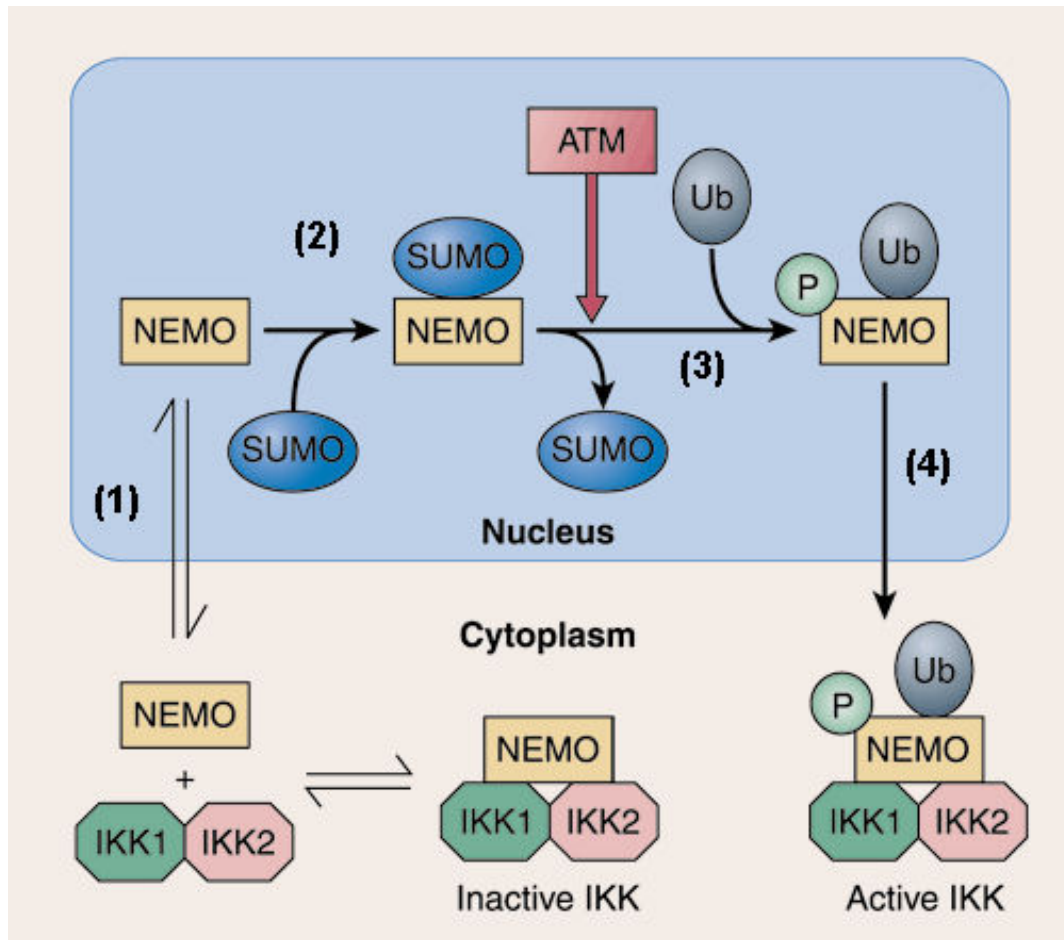 ATM
Ub
(2)
SUMO
Ub
P
NEMO
NEMO
NEMO
(3)
SUMO
SUMO
(4)
(1)
Nucleus
Cytoplasm
Ub
P
NEMO
NEMO
NEMO
+
IKK1 IKK2
IKK1 IKK2
IKK1 IKK2
Inactive IKK
Active IKK